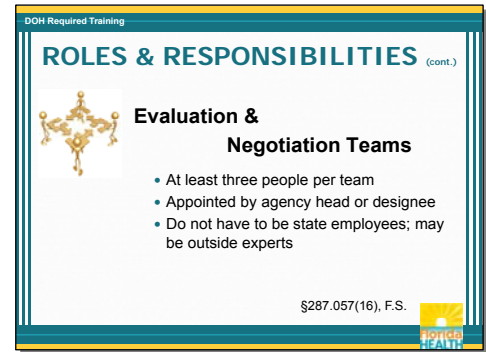 DOH Required Training
ROLES & RESPONSIBILITIES (cont.)
Evaluation &
Negotiation Teams
• At least three people per team
• Appointed by agency head or designee
• Do not have to be state employees; may
be outside experts
§287.057(16), F.S.
Florida
HEALTH